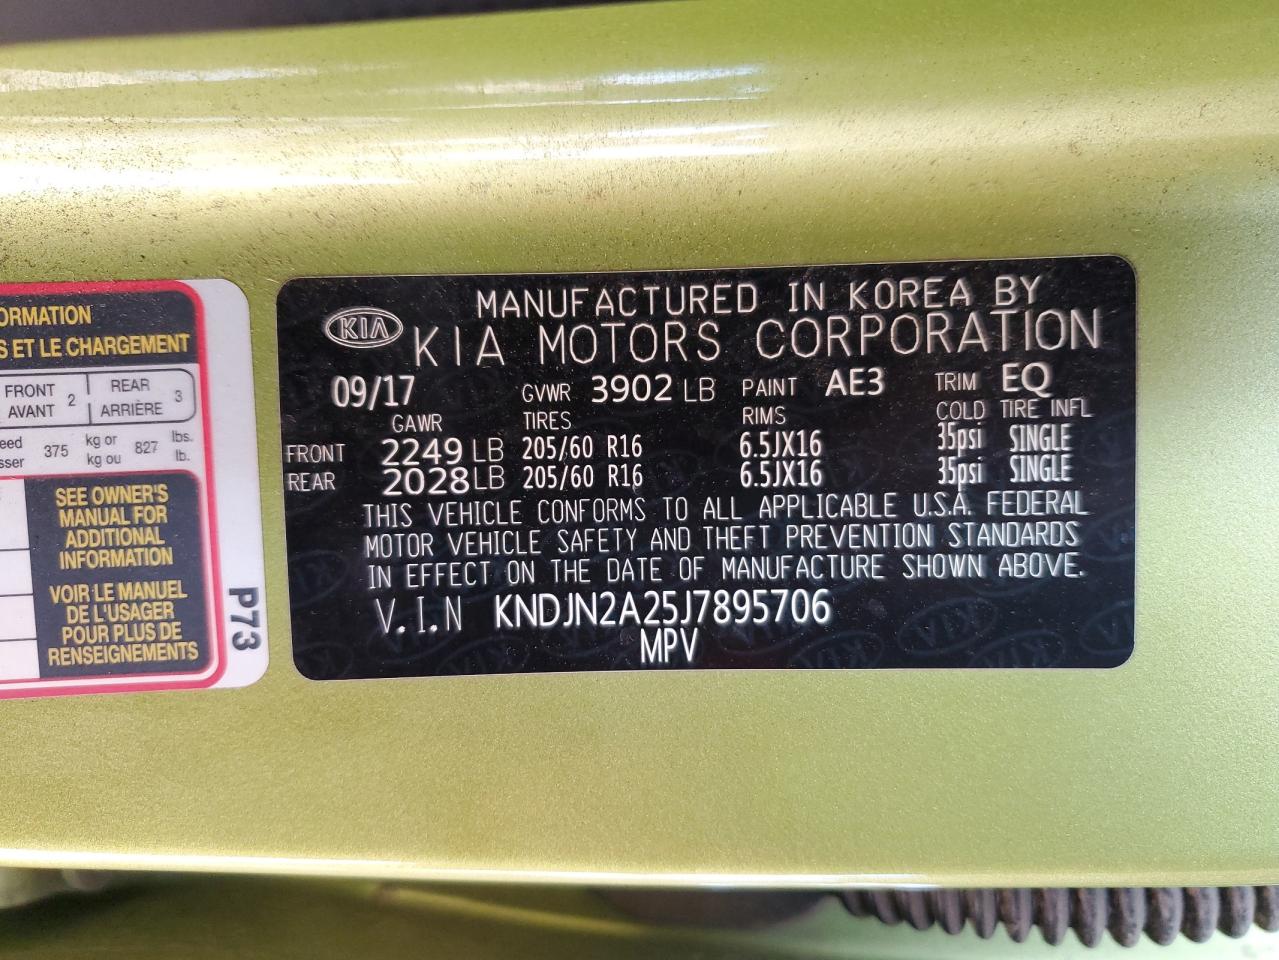 ORMATION
S ET LE CHARGEMENT
FRONT 2 REAR 3
AVANT ARRIÈRE
375 kg or 827 lbs.
kg ou lb.
SEE OWNER'S
MANUAL FOR
ADDITIONAL
INFORMATION
VOIR LE MANUEL
DE L'USAGER
POUR PLUS DE
RENSEIGNEMENTS
P73
MANUFACTURED IN KOREA BY
KIA KIA MOTORS CORPORATION
09/17 GVWR 3902 LB PAINT AE3 TRIM EQ
GAWR TIRES RIMS COLD TIRE INFL
FRONT 2249 LB 205/60 R16 6.5JX16 35psi SINGLE
REAR 2028 LB 205/60 R16 6.5JX16 35psi SINGLE
THIS VEHICLE CONFORMS TO ALL APPLICABLE U.S.A. FEDERAL
MOTOR VEHICLE SAFETY AND THEFT PREVENTION STANDARDS
IN EFFECT ON THE DATE OF MANUFACTURE SHOWN ABOVE.
V.I.N KNDJN2A25J7895706
MPV